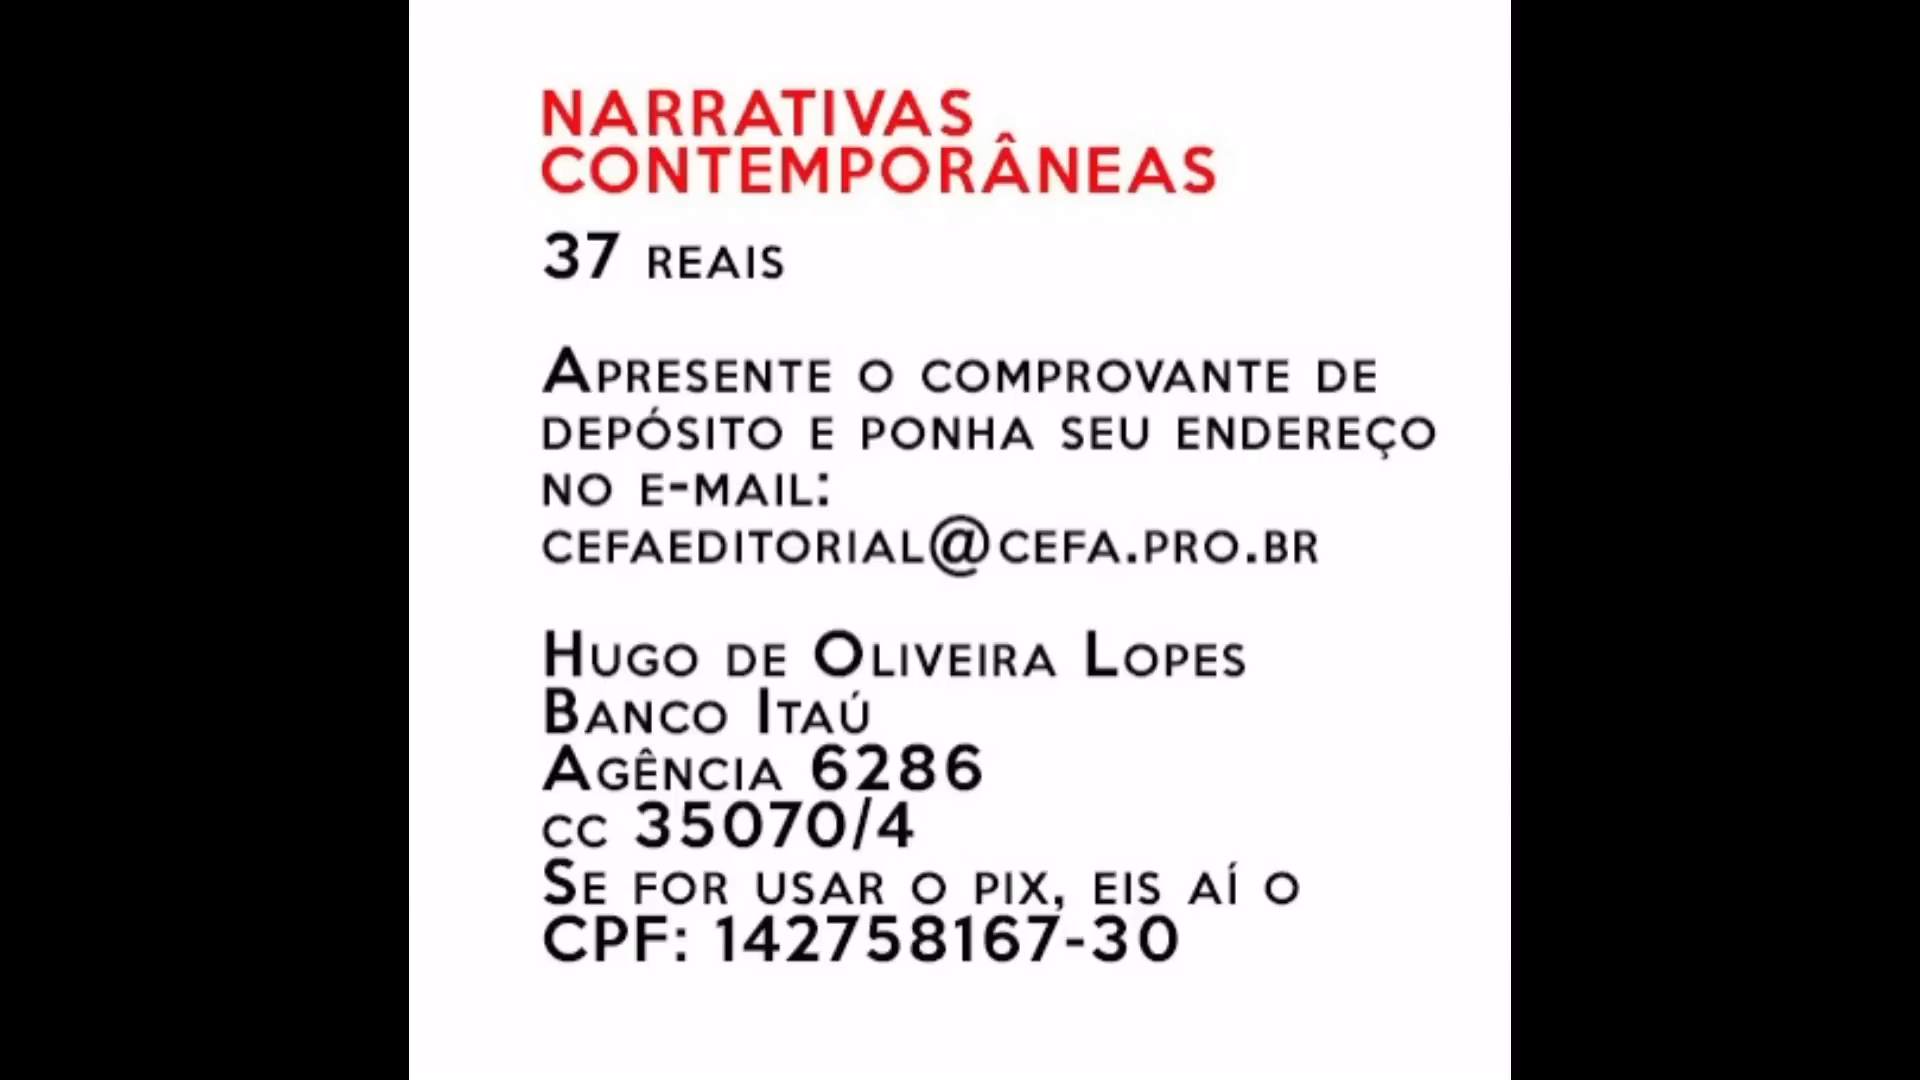 NARRATIVAS
CONTEMPORÂNEAS
37 REAIS
APRESENTE O COMPROVANTE DE
DEPÓSITO E PONHA SEU ENDEREÇO
NO E-MAIL:
CEFAEDITORIAL@CEFA.PRO.BR
HUGO DE OLIVEIRA LOPES
BANCO ITAÚ
AGÊNCIA 6286
CC 35070/4
SE FOR USAR O PIX, EIS AÍ O
CPF: 142758167-30